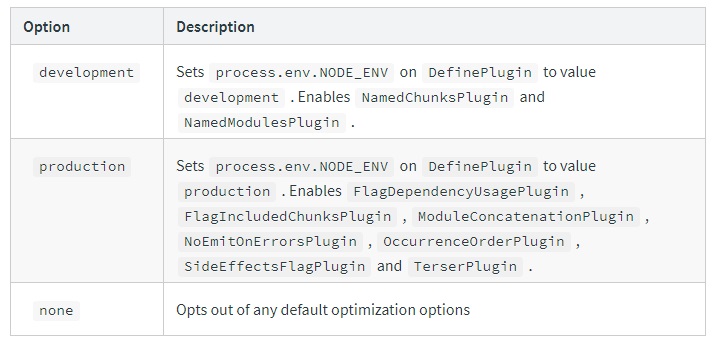 Option Description
development Sets process.env.NODE_ENV on DefinePlugin to value
development . Enables NamedChunksPlugin and
NamedModulesPlugin .
production Sets process.env.NODE_ENV on DefinePlugin to value
production . Enables FlagDependencyUsagePlugin ,
FlagIncludedChunksPlugin , ModuleConcatenationPlugin ,
NoEmitOnErrorsPlugin , OccurrenceOrderPlugin ,
SideEffectsFlagPlugin and TerserPlugin .
none Opts out of any default optimization options